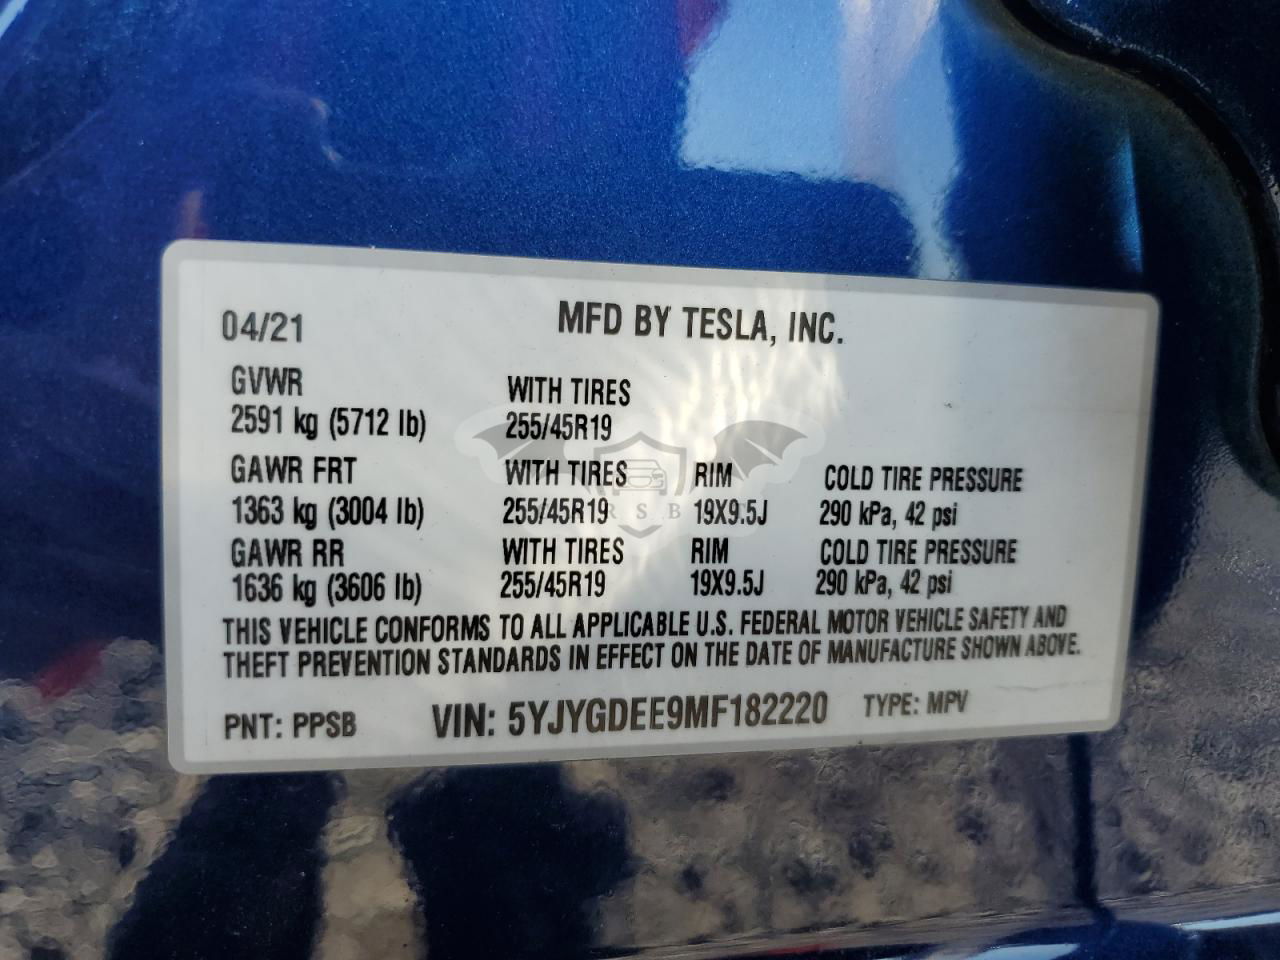 04/21 MFD BY TESLA, INC.
GVWR WITH TIRES
2591 kg (5712 lb) 255/45R19
GAWR FRT WITH TIRES RIM COLD TIRE PRESSURE
1363 kg (3004 lb) 255/45R19 19X9.5J 290 kPa, 42 psi
GAWR RR WITH TIRES RIM COLD TIRE PRESSURE
1636 kg (3606 lb) 255/45R19 19X9.5J 290 kPa, 42 psi
THIS VEHICLE CONFORMS TO ALL APPLICABLE U.S. FEDERAL MOTOR VEHICLE SAFETY AND
THEFT PREVENTION STANDARDS IN EFFECT ON THE DATE OF MANUFACTURE SHOWN ABOVE.
PNT: PPSB VIN: 5YJYGDEE9MF182220 TYPE: MPV
R S B